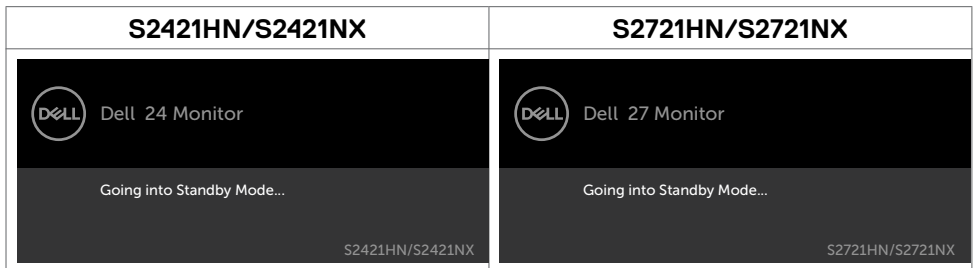 S2421HN/S2421NX
S2721HN/S2721NX
DELL
Dell 24 Monitor
Going into Standby Mode...
S2421HN/S2421NX
DELL
Dell 27 Monitor
Going into Standby Mode...
S2721HN/S2721NX